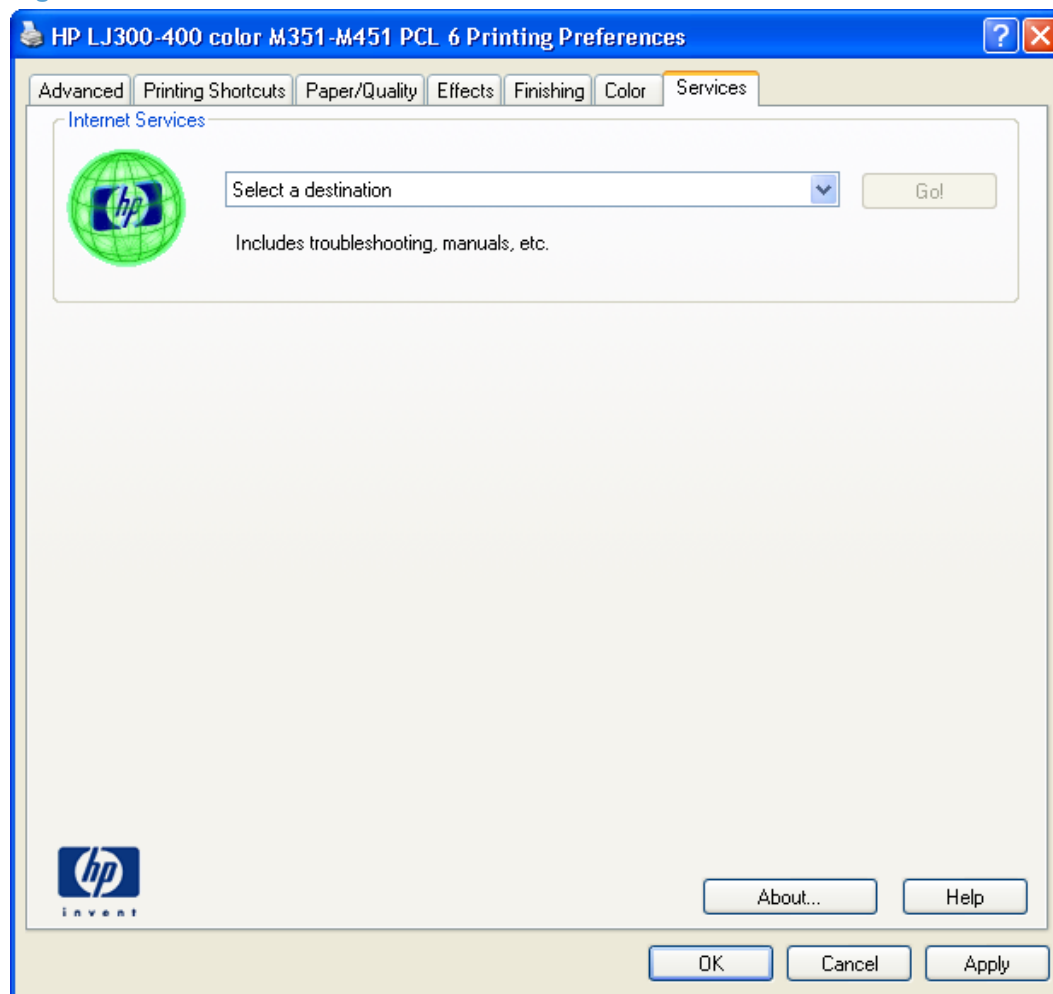 HP LJ300-400 color M351-M451 PCL 6 Printing Preferences
Advanced Printing Shortcuts Paper/Quality Effects Finishing Color Services
Internet Services
hp
Select a destination
Go!
Includes troubleshooting, manuals, etc.
hp
invent
About... Help
OK Cancel Apply